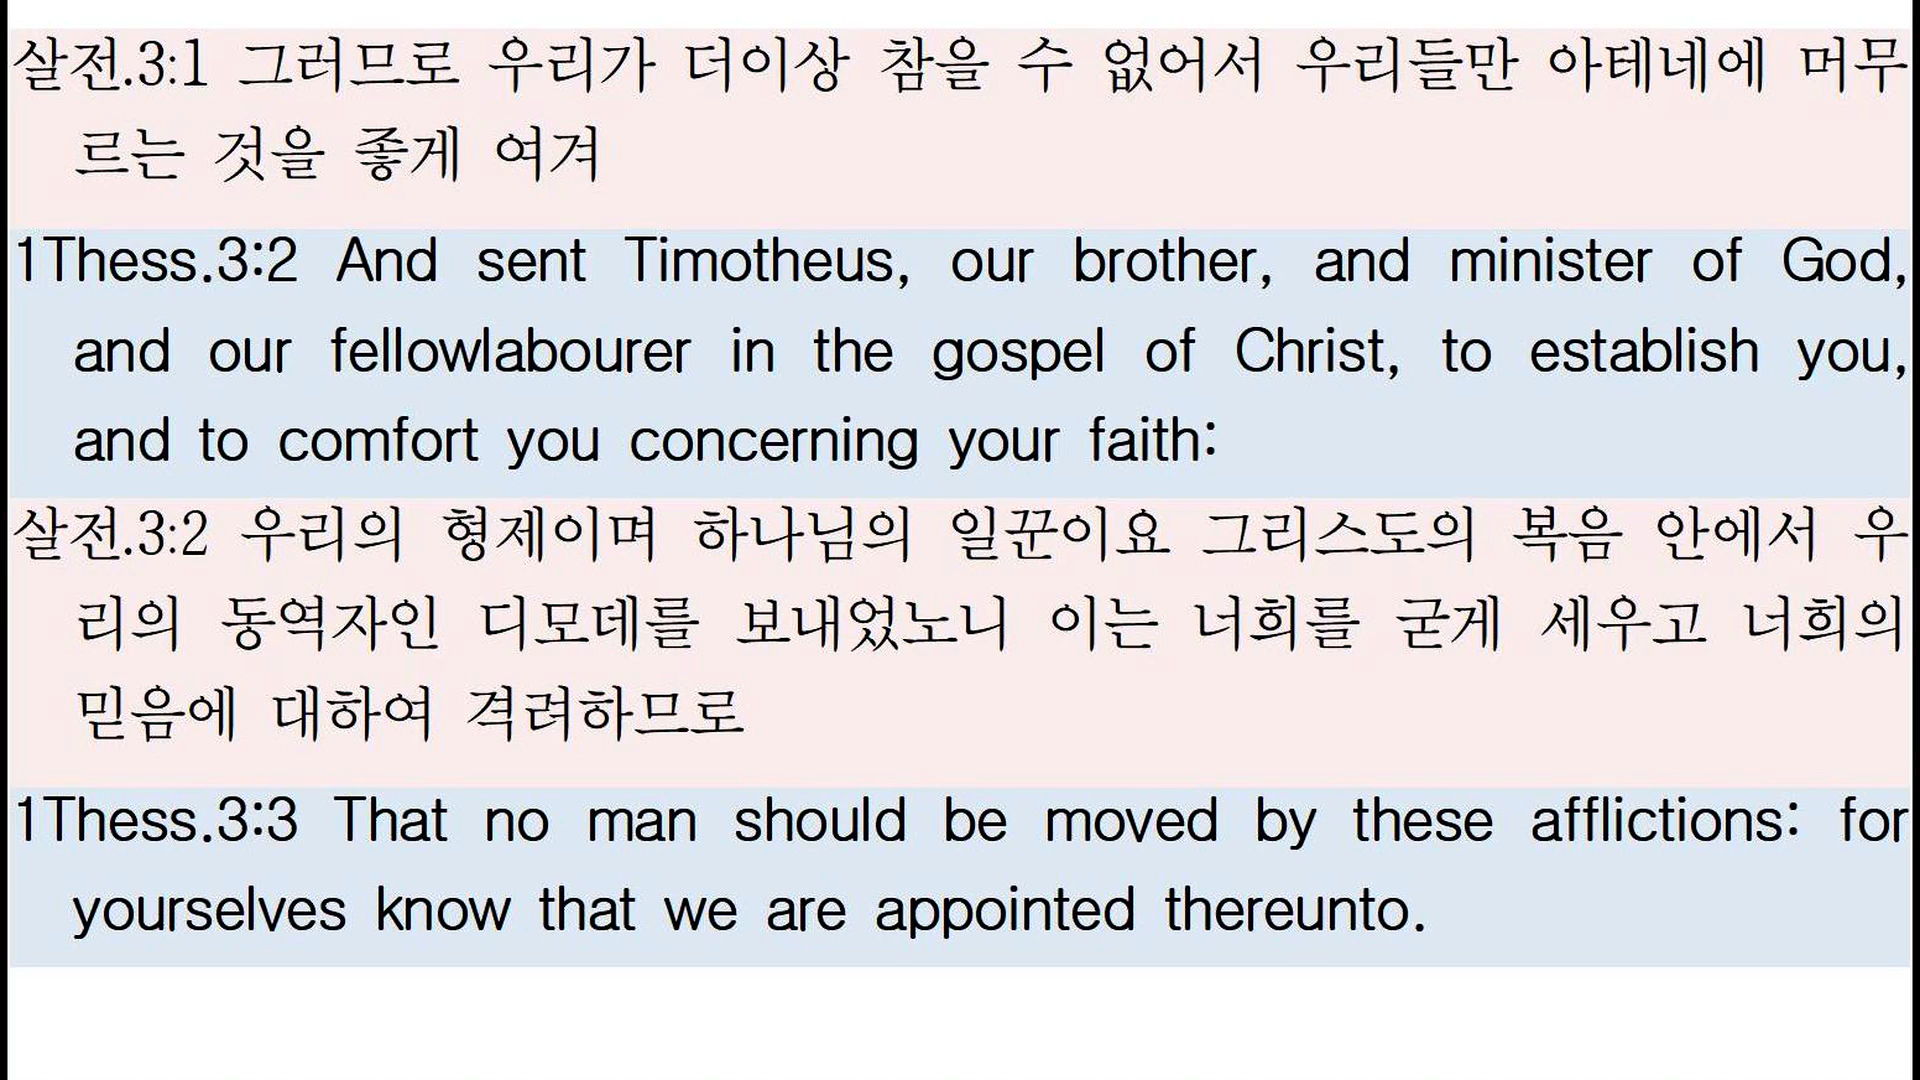 살전.3:1 그러므로 우리가 더이상 참을 수 없어서 우리들만 아테네에 머무
르는 것을 좋게 여겨
1Thess.3:2 And sent Timotheus, our brother, and minister of God,
and our fellowlabourer in the gospel of Christ, to establish you,
and to comfort you concerning your faith:
살전.3:2 우리의 형제이며 하나님의 일꾼이요 그리스도의 복음 안에서 우
리의 동역자인 디모데를 보내었노니 이는 너희를 굳게 세우고 너희의
믿음에 대하여 격려하므로
1Thess.3:3 That no man should be moved by these afflictions: for
yourselves know that we are appointed thereunto.